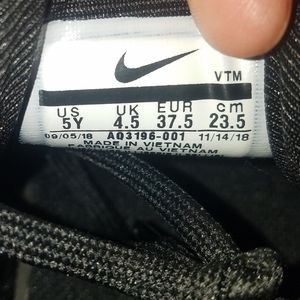 VTM
US UK EUR cm
5Y 4.5 37.5 23.5
09/05/18 AQ3196-001 11/14/18
MADE IN VIETNAM
FABRIQUE AU VIETNAM